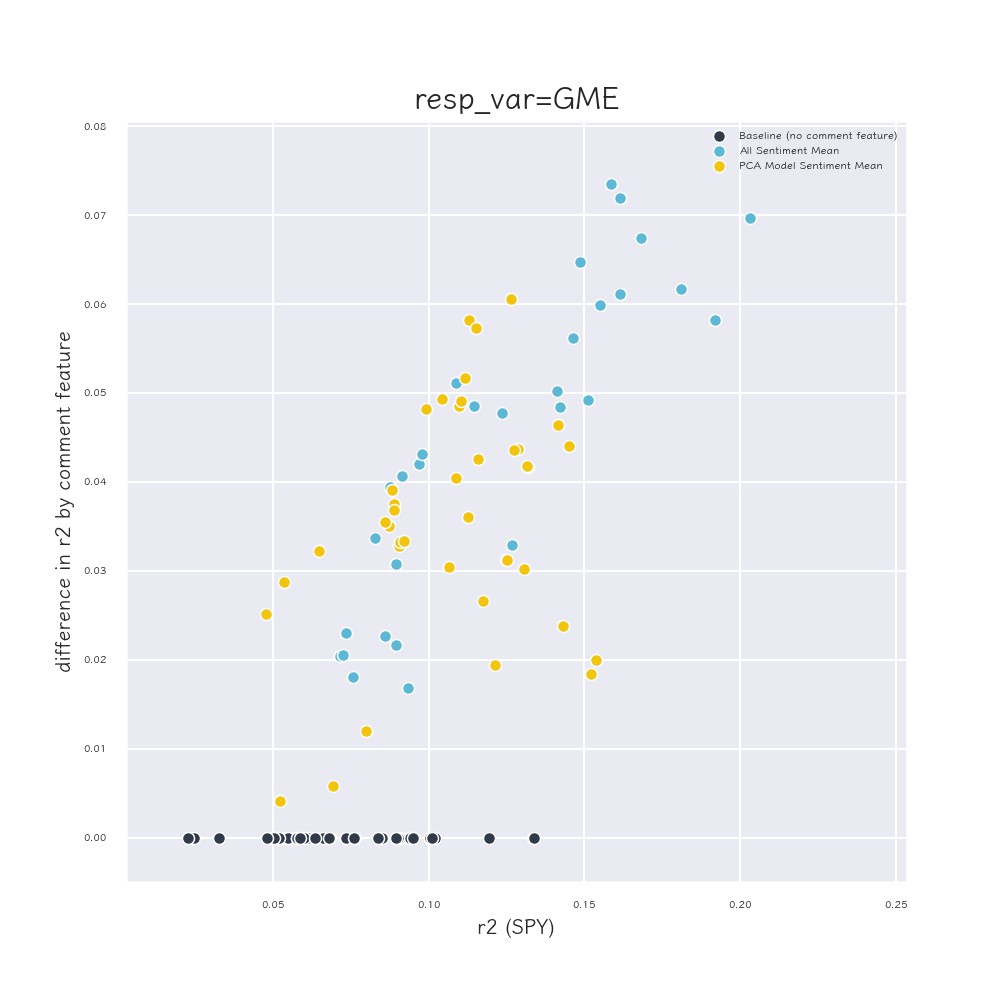 resp_var=GME
Baseline (no comment feature)
All Sentiment Mean
PCA Model Sentiment Mean
difference in r2 by comment feature
0.08
0.07
0.06
0.05
0.04
0.03
0.02
0.01
0.00
0.05
0.10
0.15
0.20
0.25
r2 (SPY)